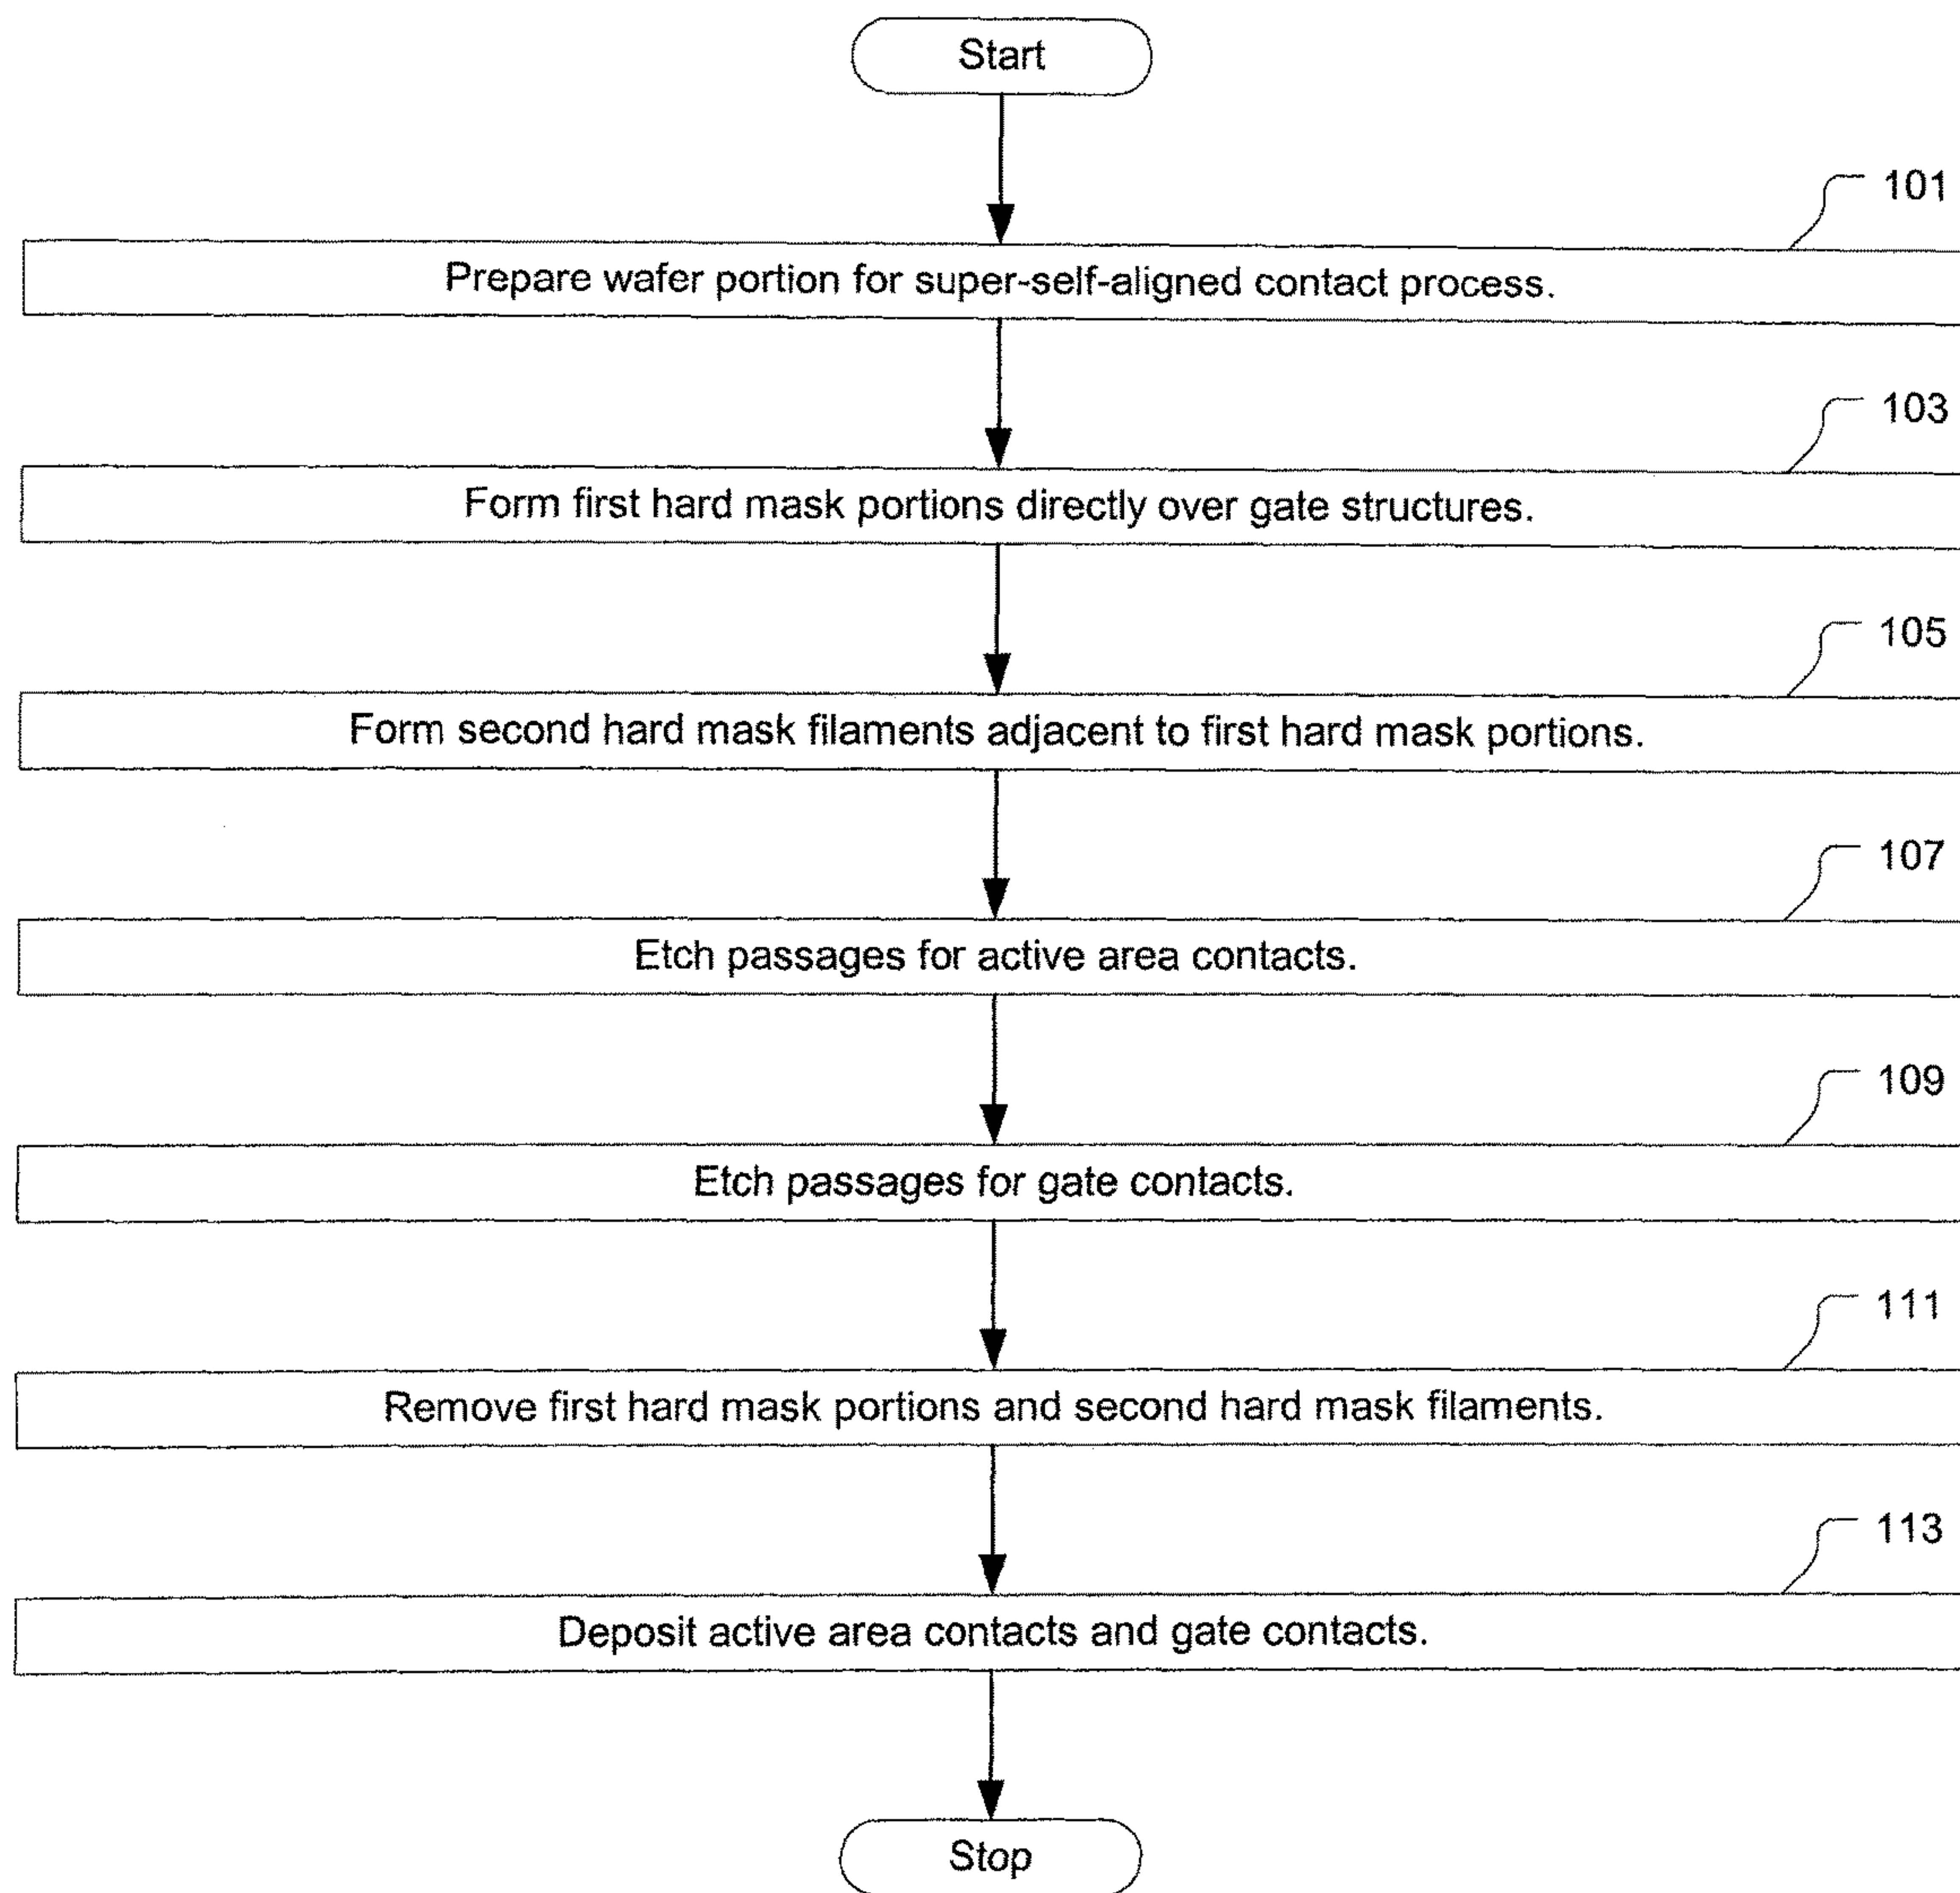 Start
101
Prepare wafer portion for super-self-aligned contact process.
103
Form first hard mask portions directly over gate structures.
105
Form second hard mask filaments adjacent to first hard mask portions.
107
Etch passages for active area contacts.
109
Etch passages for gate contacts.
111
Remove first hard mask portions and second hard mask filaments.
113
Deposit active area contacts and gate contacts.
Stop